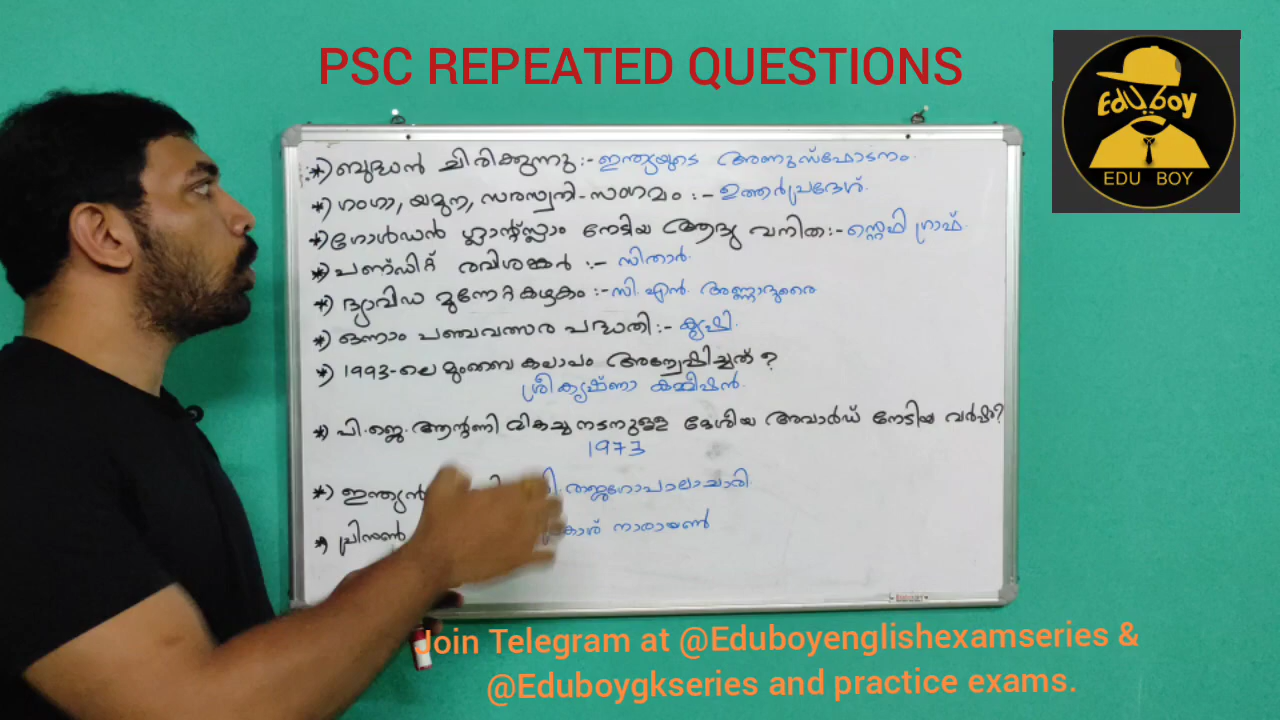 PSC REPEATED QUESTIONS
Edu boy
EDU BOY
*) ബുദ്ധൻ ചിരിക്കുന്നു :- ഇന്ത്യയുടെ അണുസ്ഫോടനം.
*) ഗംഗാ, യമുന, സരസ്വതി - സംഗമം :- ഉത്തർപ്രദേശ്.
*) ഗോൾഡൻ ഗ്ലാന്റ്സ്ലാം നേടിയ ആദ്യ വനിത :- സ്റ്റെഫി ഗ്രാഫ്.
*) പണ്ഡിറ്റ് രവിശങ്കർ :- സിതാർ.
*) ദ്രാവിഡ മുന്നേറ്റകഴകം :- സി. എൻ. അണ്ണാദുരൈ
*) ഒന്നാം പഞ്ചവത്സര പദ്ധതി :- കൃഷി.
*) 1993-ലെ മുംബൈ കലാപം അന്വേഷിച്ചത് ?
ശ്രീകൃഷ്ണാ കമ്മീഷൻ.
*) പി. ജെ. ആന്റണി മികച്ച നടനുള്ള ദേശീയ അവാർഡ് നേടിയ വർഷം?
1973
*) ഇന്ത്യൻ രാജഗോപാലാചാരി.
*) പ്രിസൺ നാരായൺ
Join Telegram at @Eduboyenglishexamseries &
@Eduboygkseries and practice exams.